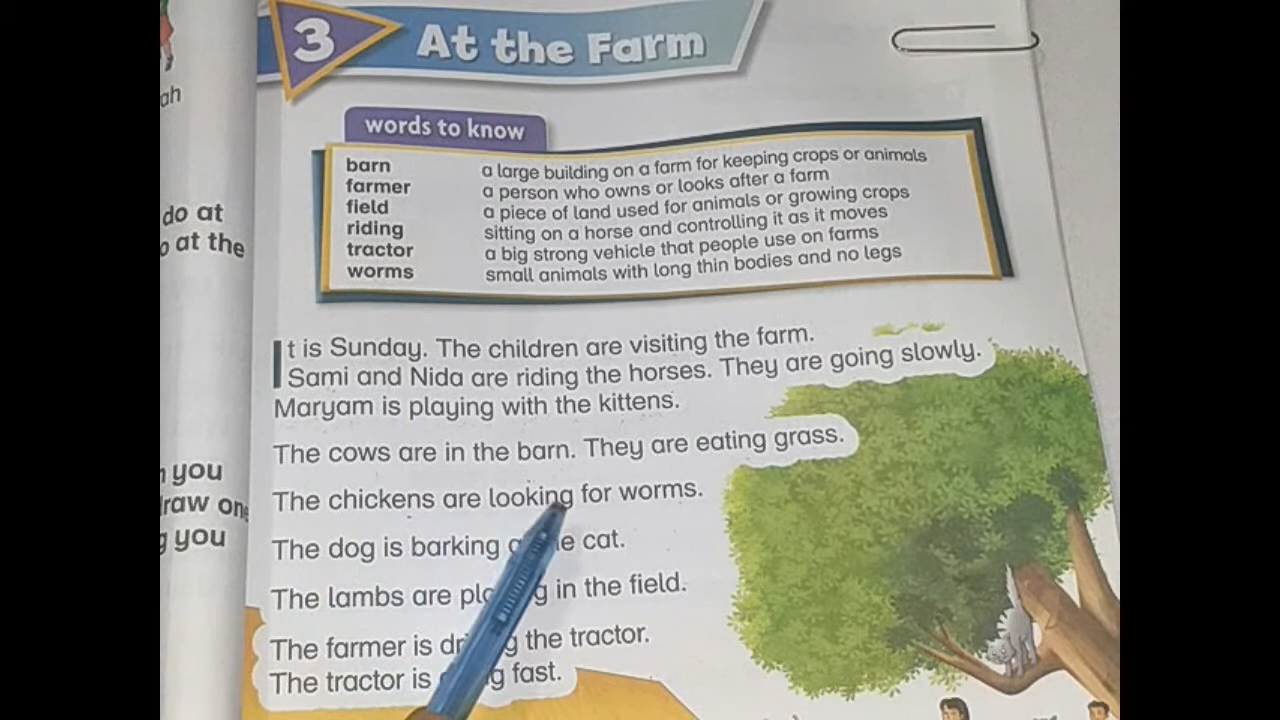 3 At the Farm
words to know
barn a large building on a farm for keeping crops or animals
farmer a person who owns or looks after a farm
field a piece of land used for animals or growing crops
riding sitting on a horse and controlling it as it moves
tractor a big strong vehicle that people use on farms
worms small animals with long thin bodies and no legs
It is Sunday. The children are visiting the farm.
Sami and Nida are riding the horses. They are going slowly.
Maryam is playing with the kittens.
The cows are in the barn. They are eating grass.
The chickens are looking for worms.
The dog is barking cat.
The lambs are in the field.
The farmer is the tractor.
The tractor is fast.
do at
at the
you
you